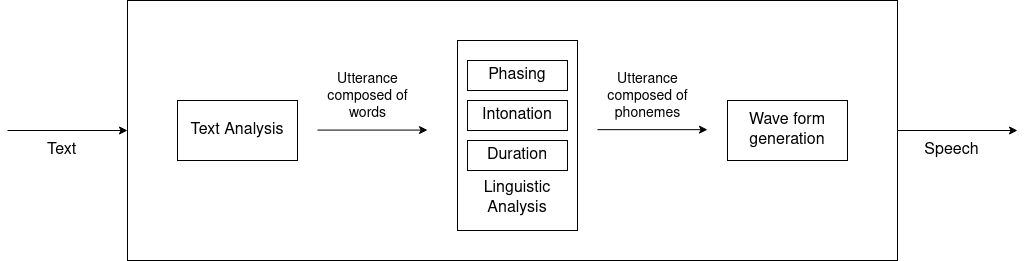 Text
Text Analysis
Utterance
composed of
words
Phasing
Intonation
Duration
Linguistic
Analysis
Utterance
composed of
phonemes
Wave form
generation
Speech